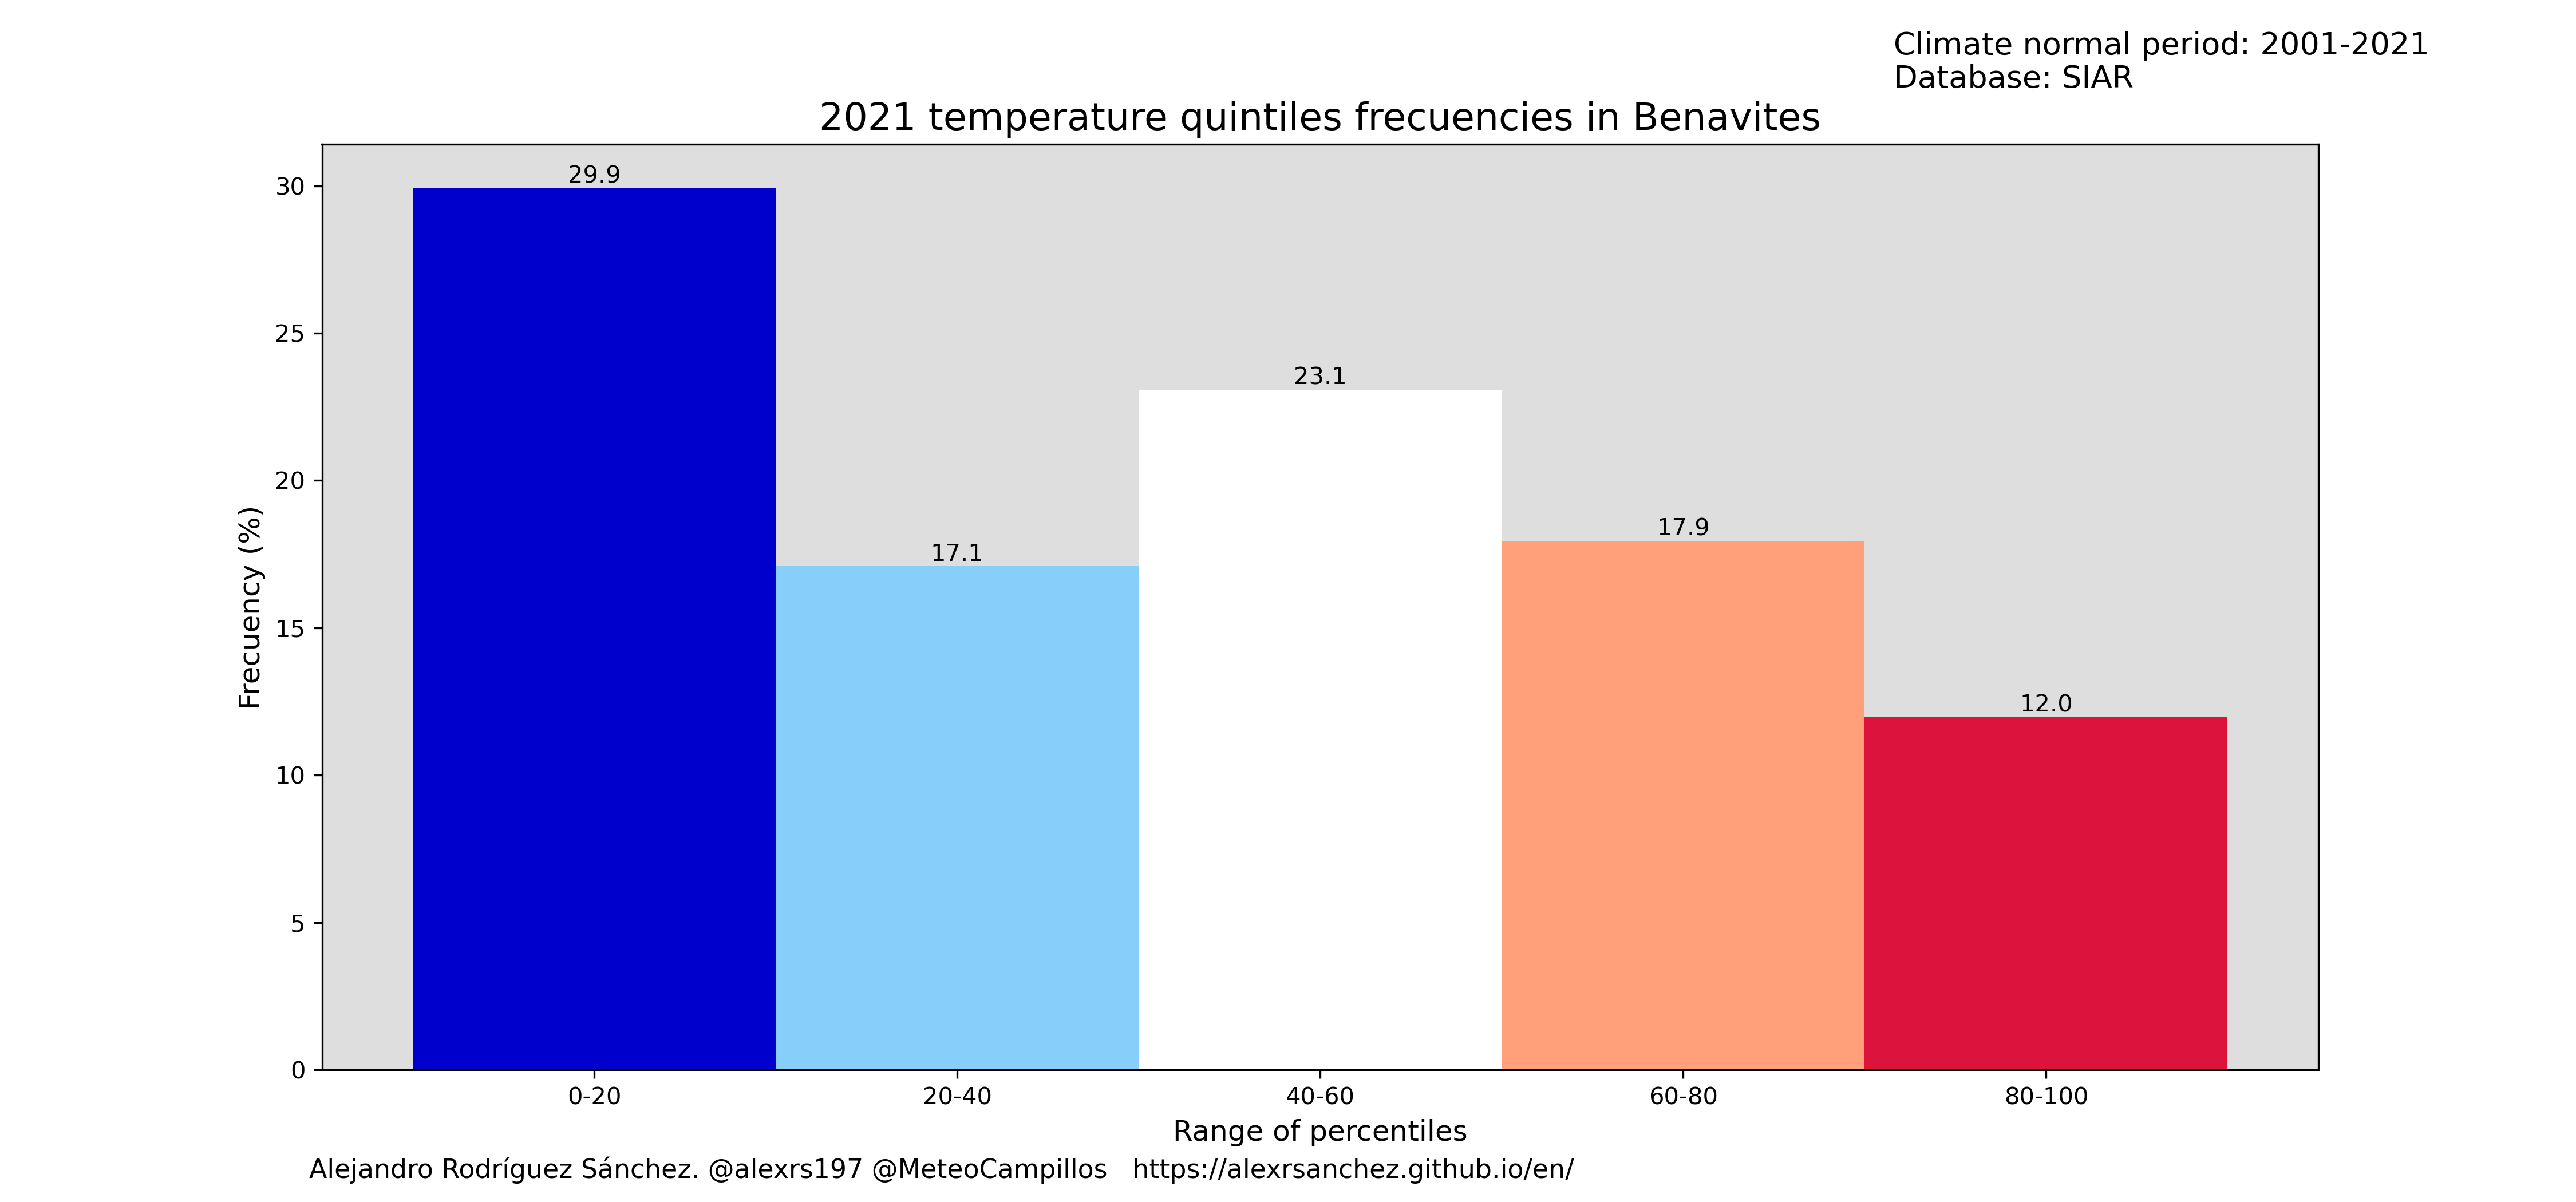 Climate normal period: 2001-2021
Database: SIAR
2021 temperature quintiles frecuencies in Benavites
29.9
17.1
23.1
17.9
12.0
30
25
20
15
10
5
0
Frecuency (%)
0-20 20-40 40-60 60-80 80-100
Range of percentiles
Alejandro Rodríguez Sánchez. @alexrs197 @MeteoCampillos https://alexrsanchez.github.io/en/